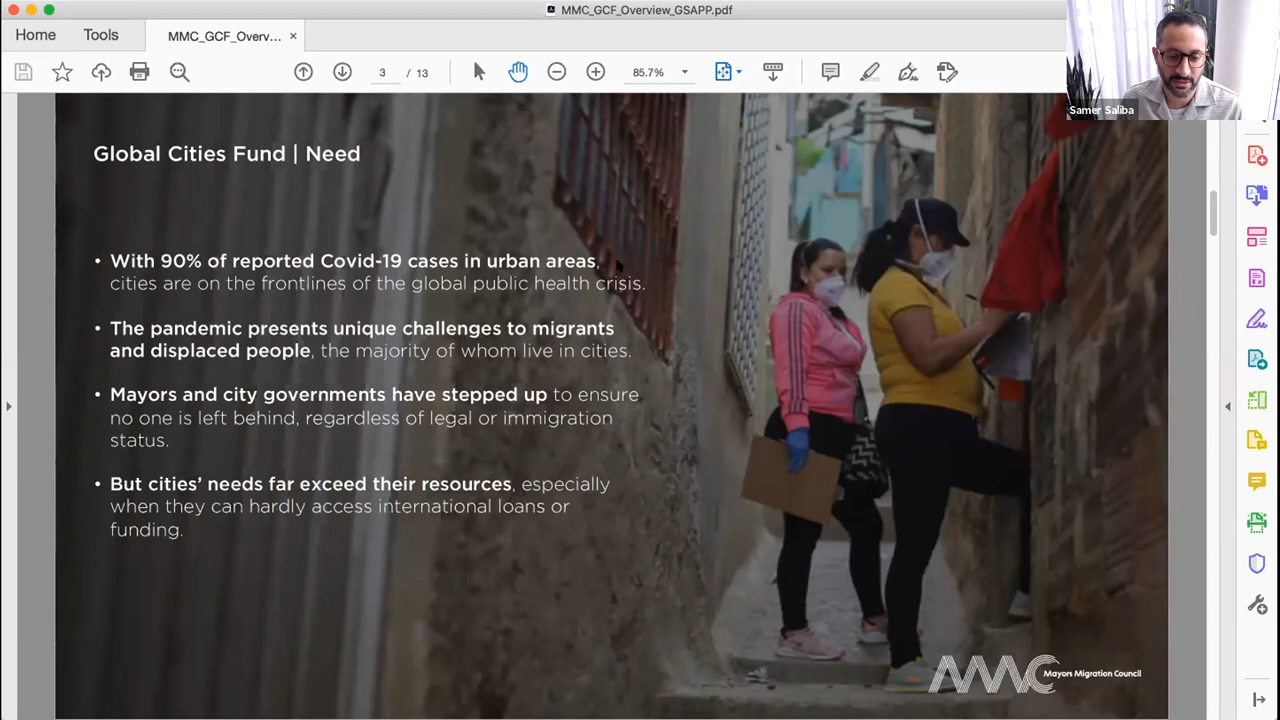 MMC_GCF_Overview_GSAPP.pdf
Home
Tools
MMC_GCF_Overv...
3 / 13
85.7%
Samer Saliba
Global Cities Fund | Need
• With 90% of reported Covid-19 cases in urban areas,
cities are on the frontlines of the global public health crisis.
• The pandemic presents unique challenges to migrants
and displaced people, the majority of whom live in cities.
• Mayors and city governments have stepped up to ensure
no one is left behind, regardless of legal or immigration
status.
• But cities’ needs far exceed their resources, especially
when they can hardly access international loans or
funding.
MMC Mayors Migration Council